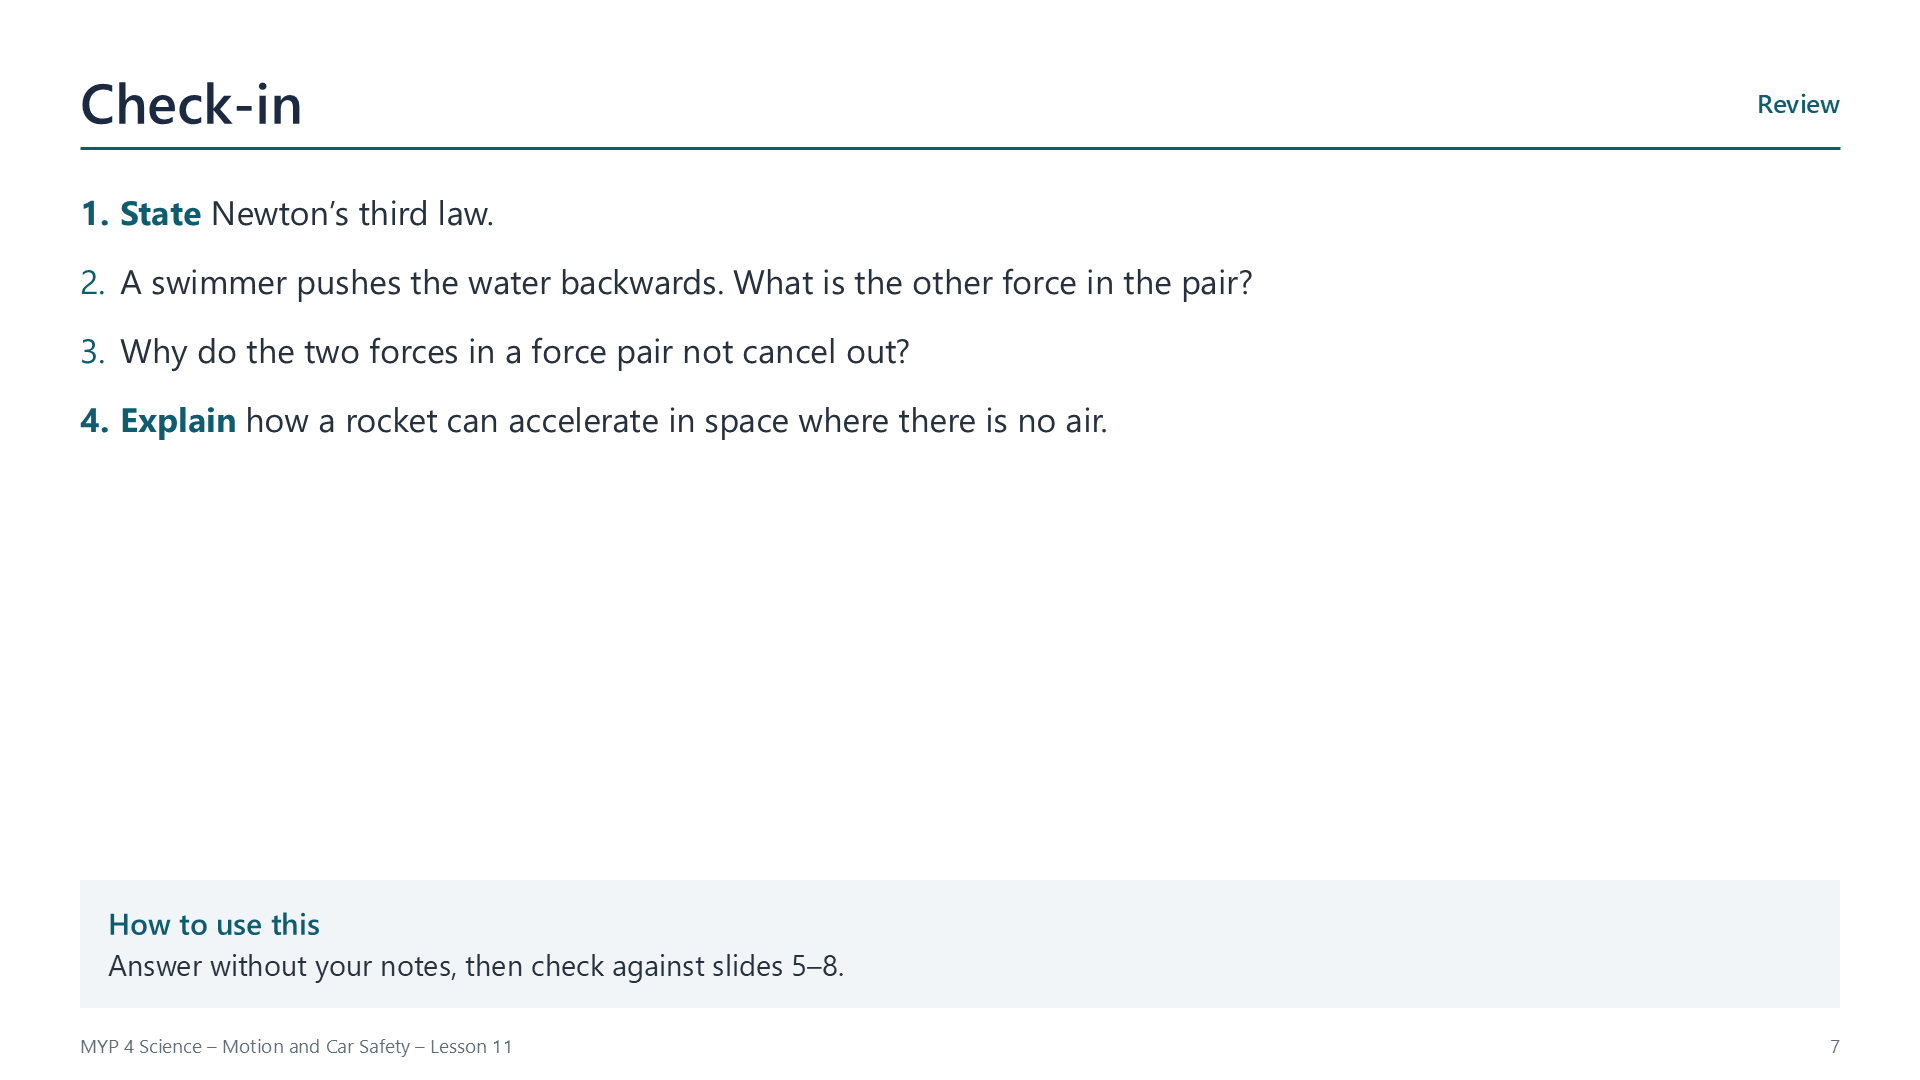 Check-in
Review
1. State Newton’s third law.
2. A swimmer pushes the water backwards. What is the other force in the pair?
3. Why do the two forces in a force pair not cancel out?
4. Explain how a rocket can accelerate in space where there is no air.
How to use this
Answer without your notes, then check against slides 5–8.
MYP 4 Science – Motion and Car Safety – Lesson 11
7